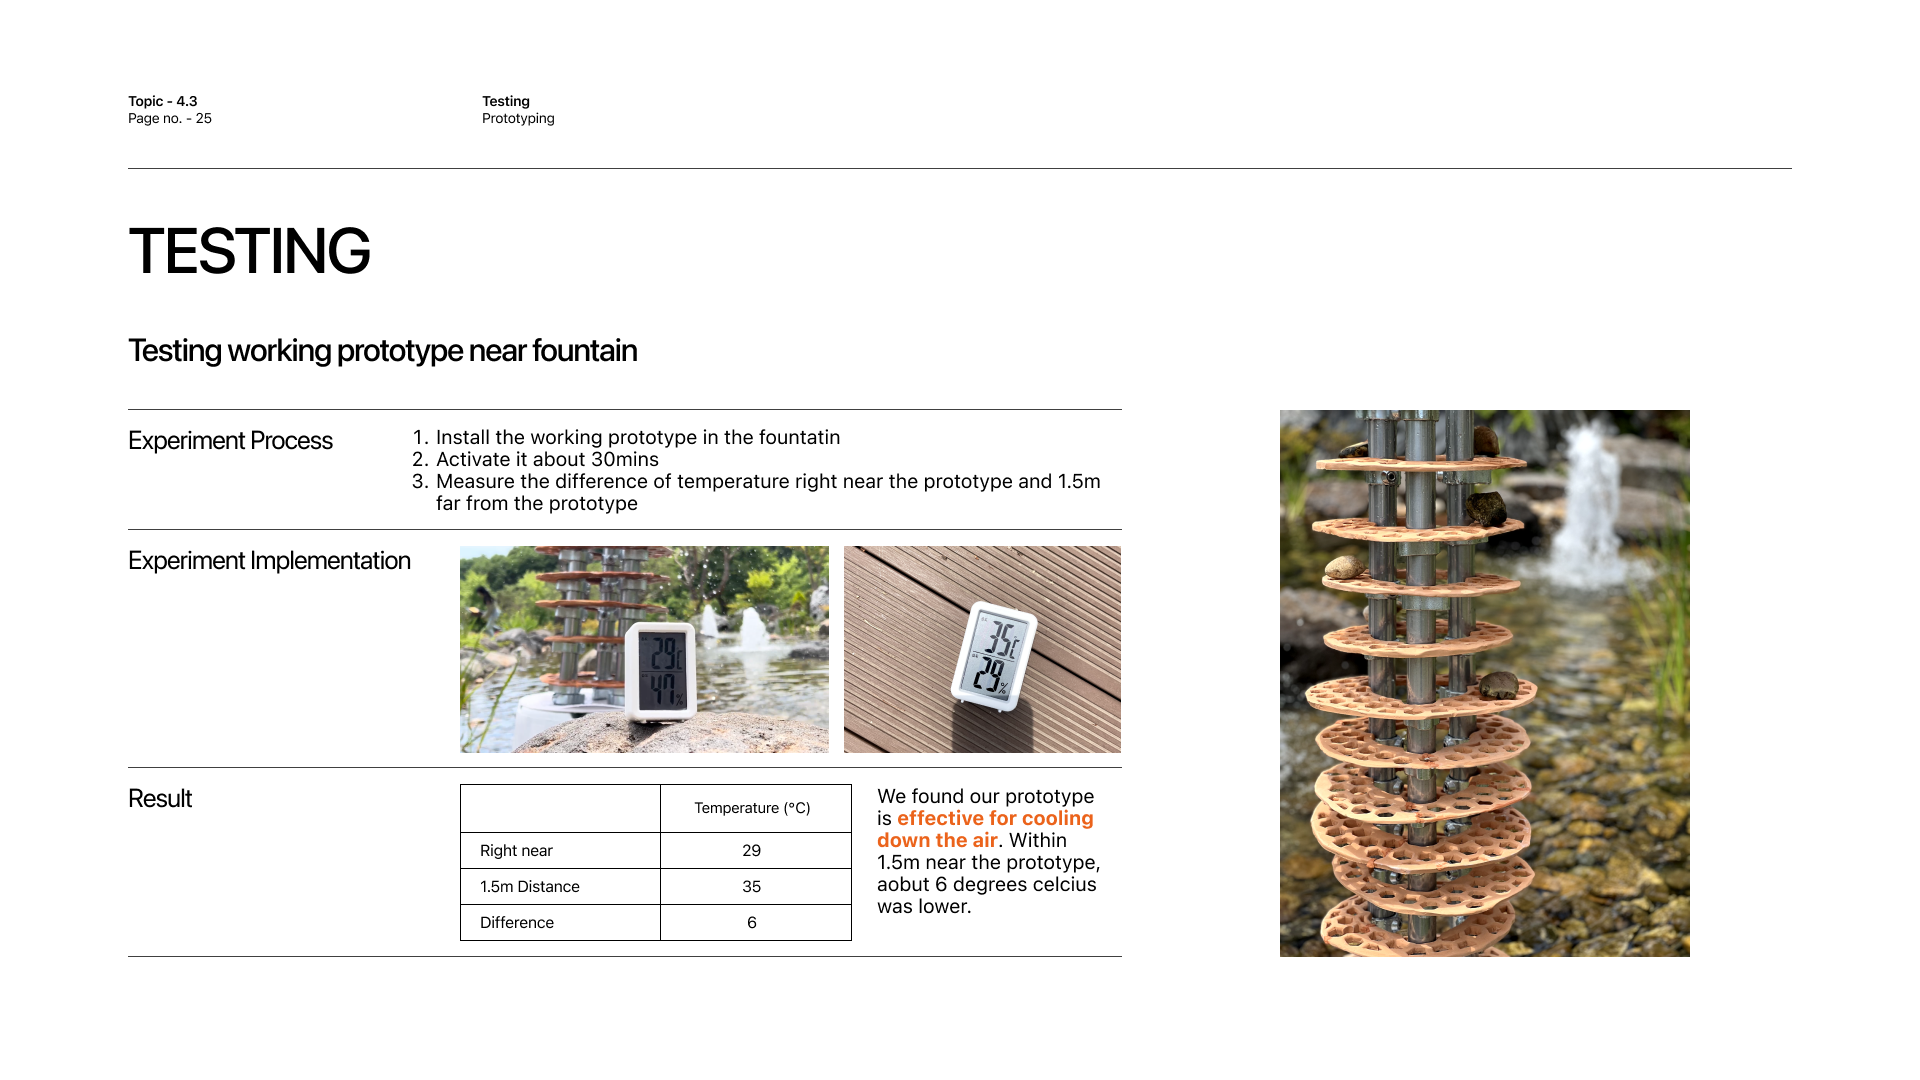 Topic - 4.3
Page no. - 25
Testing
Prototyping
TESTING
Testing working prototype near fountain
Experiment Process
1. Install the working prototype in the fountatin
2. Activate it about 30mins
3. Measure the difference of temperature right near the prototype and 1.5m
far from the prototype
Experiment Implementation
29°C
47%
35°C
29%
Result
Temperature (°C)
Right near 29
1.5m Distance 35
Difference 6
We found our prototype
is effective for cooling
down the air. Within
1.5m near the prototype,
aobut 6 degrees celcius
was lower.